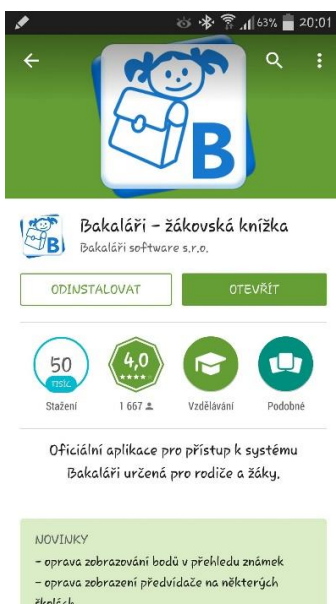 63% 20:01
B
Bakaláři – žákovská knížka
B
Bakaláři software s.r.o.
ODINSTALOVAT
OTEVŘÍT
50
TISÍC
4,0
Stažení
1 667
Vzdělávání
Podobné
Oficiální aplikace pro přístup k systému
Bakaláři určená pro rodiče a žáky.
NOVINKY
- oprava zobrazování bodů v přehledu známek
- oprava zobrazení předvídače na některých
školách